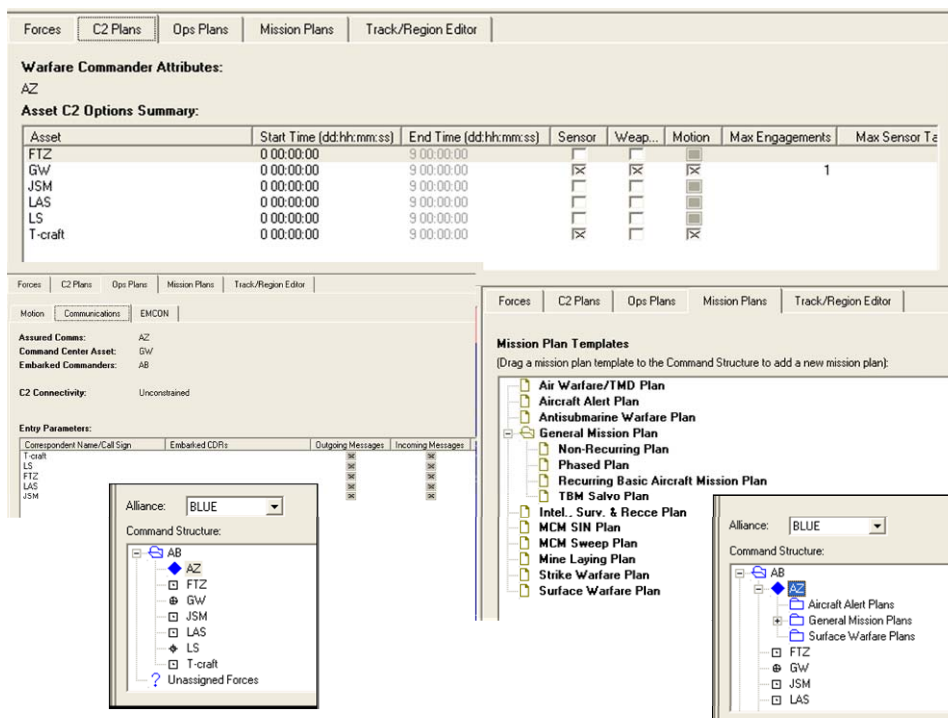 Forces C2 Plans Ops Plans Mission Plans Track/Region Editor
Warfare Commander Attributes:
AZ
Asset C2 Options Summary:
Asset Start Time (dd:hh:mm:ss) End Time (dd:hh:mm:ss) Sensor Weap... Motion Max Engagements Max Sensor Ta
FTZ 0 00:00:00 9 00:00:00
GW 0 00:00:00 9 00:00:00 1
JSM 0 00:00:00 9 00:00:00
LAS 0 00:00:00 9 00:00:00
LS 0 00:00:00 9 00:00:00
T-craft 0 00:00:00 9 00:00:00
Forces C2 Plans Ops Plans Mission Plans Track/Region Editor
Motion Communications EMCON
Assured Comms: AZ
Command Center Asset: GW
Embarked Commanders: AB
C2 Connectivity: Unconstrained
Entry Parameters:
Correspondent Name/Call Sign Embarked CDRs Outgoing Messages Incoming Messages
T-craft
LS
FTZ
LAS
JSM
Alliance: BLUE
Command Structure:
AB
AZ
FTZ
GW
JSM
LAS
LS
T-craft
? Unassigned Forces
Forces C2 Plans Ops Plans Mission Plans Track/Region Editor
Mission Plan Templates
(Drag a mission plan template to the Command Structure to add a new mission plan):
Air Warfare/TMD Plan
Aircraft Alert Plan
Antisubmarine Warfare Plan
General Mission Plan
Non-Recurring Plan
Phased Plan
Recurring Basic Aircraft Mission Plan
TBM Salvo Plan
Intel., Surv. & Recce Plan
MCM SIN Plan
MCM Sweep Plan
Mine Laying Plan
Strike Warfare Plan
Surface Warfare Plan
Alliance: BLUE
Command Structure:
AB
AZ
Aircraft Alert Plans
General Mission Plans
Surface Warfare Plans
FTZ
GW
JSM
LAS